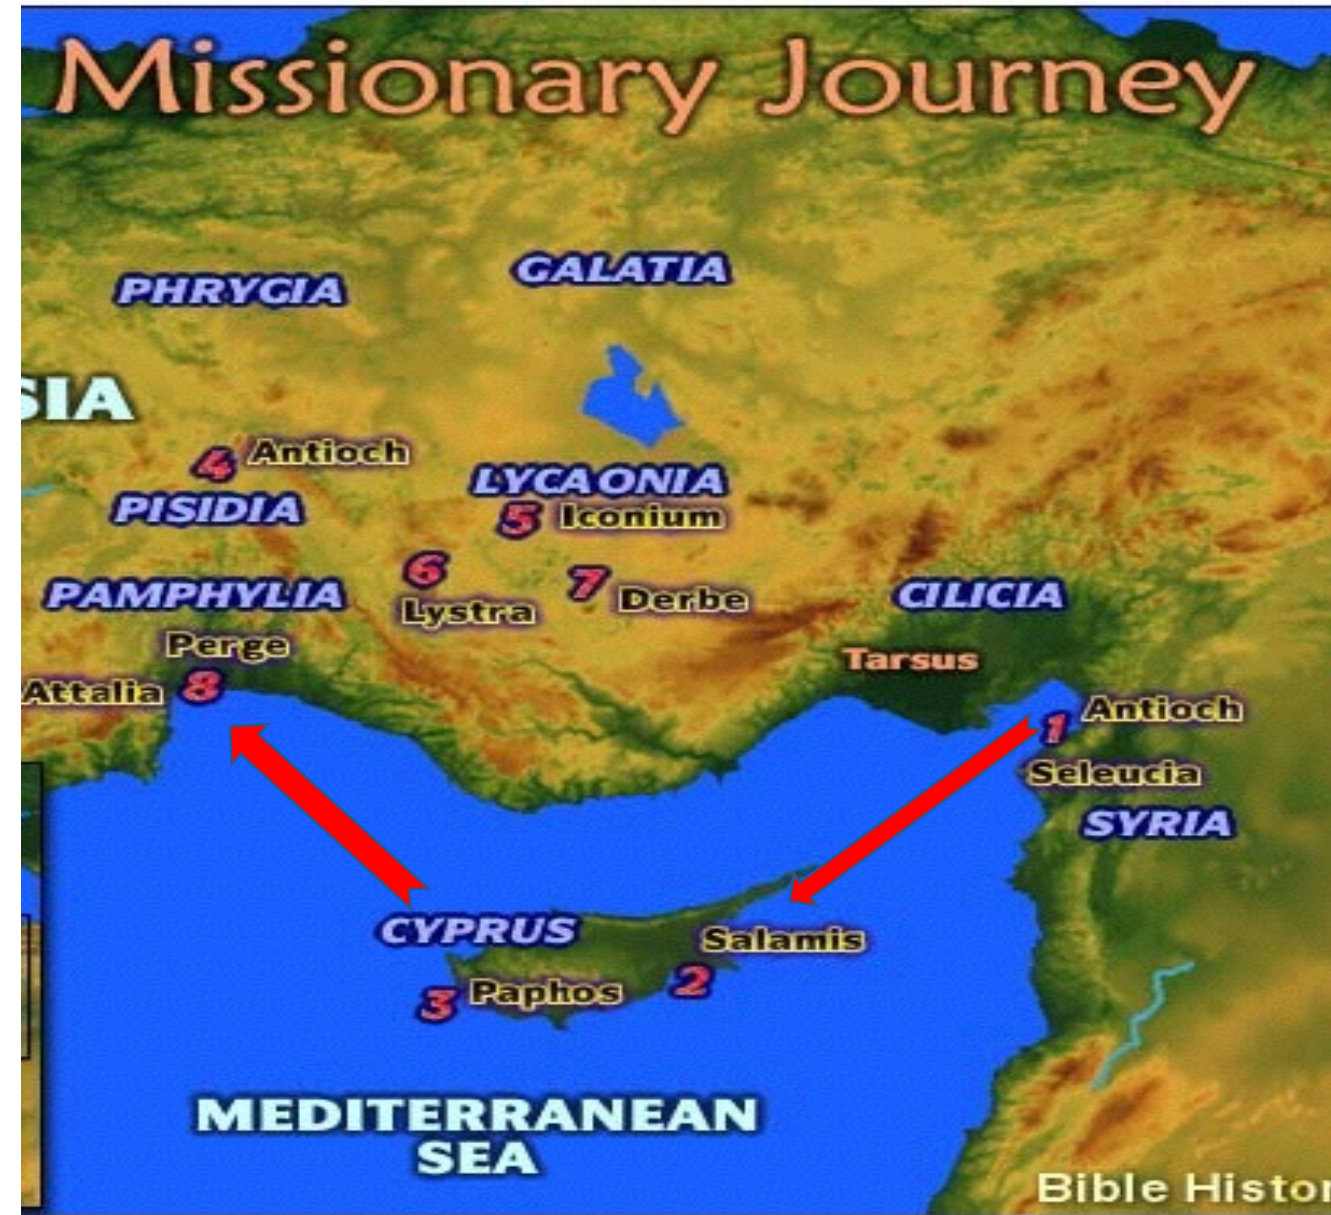 Missionary Journey
GALATIA
PHRYGIA
SIA
4 Antioch
LYCAONIA
PISIDIA
5 Iconium
6
7 Derbe
PAMPHYLIA
CILICIA
Lystra
Perge
Tarsus
Attalia 8
1 Antioch
Seleucia
SYRIA
CYPRUS
Salamis
2
3 Paphos
MEDITERRANEAN
SEA
Bible Histor